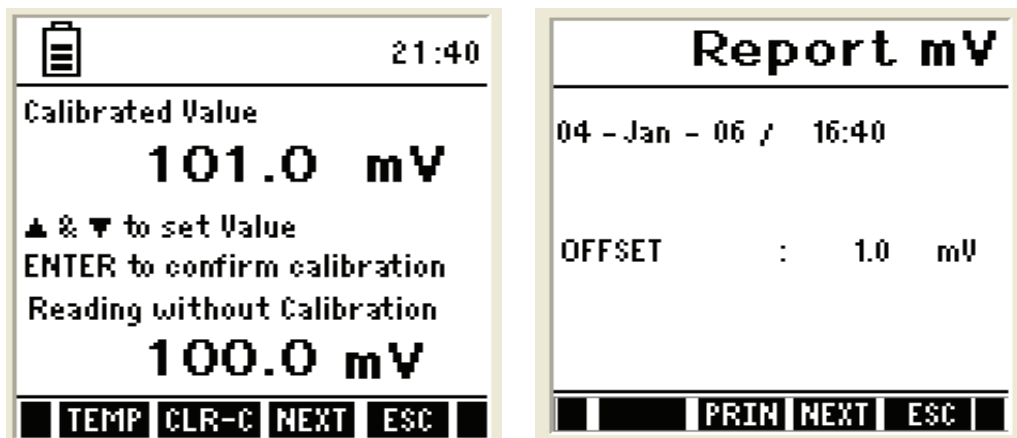 21:40
Calibrated Value
101.0 mV
▲ & ▼ to set Value
ENTER to confirm calibration
Reading without Calibration
100.0 mV
TEMP CLR-C NEXT ESC
Report mV
04 - Jan - 06 / 16:40
OFFSET : 1.0 mV
PRIN NEXT ESC